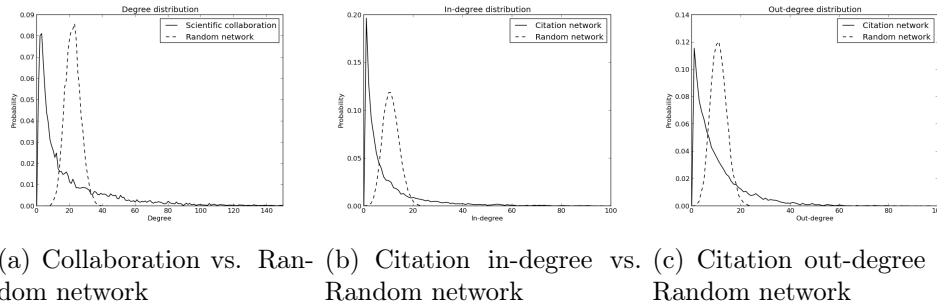 Degree distribution
Scientific collaboration
Random network
0.09
0.08
0.07
0.06
0.05
0.04
0.03
0.02
0.01
0.00
Probability
0 20 40 60 80 100 120 140
Degree
In-degree distribution
Citation network
Random network
0.20
0.15
0.10
0.05
0.00
Probability
0 20 40 60 80 100
In-degree
Out-degree distribution
Citation network
Random network
0.14
0.12
0.10
0.08
0.06
0.04
0.02
0.00
Probability
0 20 40 60 80 100
Out-degree
(a) Collaboration vs. Ran-
dom network
(b) Citation in-degree vs.
Random network
(c) Citation out-degree
Random network